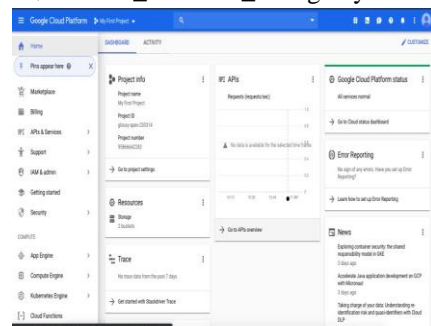 Google Cloud Platform
My First Project
Home
Pins appear here
X
Marketplace
Billing
APIs & Services
Support
IAM & admin
Getting started
Security
COMPUTE
App Engine
Compute Engine
Kubernetes Engine
Cloud Functions
DASHBOARD
ACTIVITY
CUSTOMIZE
Project info
Project name
My First Project
Project ID
Project number
Go to project settings
Resources
Storage
2 buckets
Trace
No trace data from the past 7 days
Get started with Stackdriver Trace
API APIs
Requests (requests/sec)
No data is available for the selected time frame.
Go to APIs overview
Google Cloud Platform status
All services normal
Go to Cloud status dashboard
Error Reporting
No sign of any errors. Have you set up Error
Reporting?
Learn how to set up Error Reporting
News
Exploring container security: the shared
responsibility model in GKE
3 days ago
Accelerate Java application development on GCP
with Micronaut
3 days ago
Taking charge of your data: Understanding re-
identification risk and quasi-identifiers with Cloud
DLP